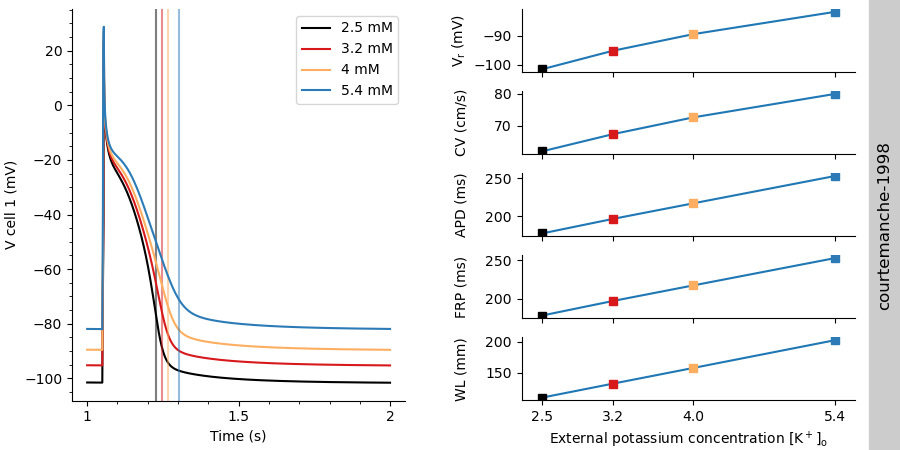 2.5 mM
3.2 mM
4 mM
5.4 mM
20
0
−20
−40
−60
−80
−100
V cell 1 (mV)
1
1.5
2
Time (s)
Vr (mV)
−90
−100
CV (cm/s)
80
70
APD (ms)
250
200
FRP (ms)
250
200
WL (mm)
200
150
2.5
3.2
4.0
5.4
External potassium concentration [K⁺]ₒ
courtemanche-1998